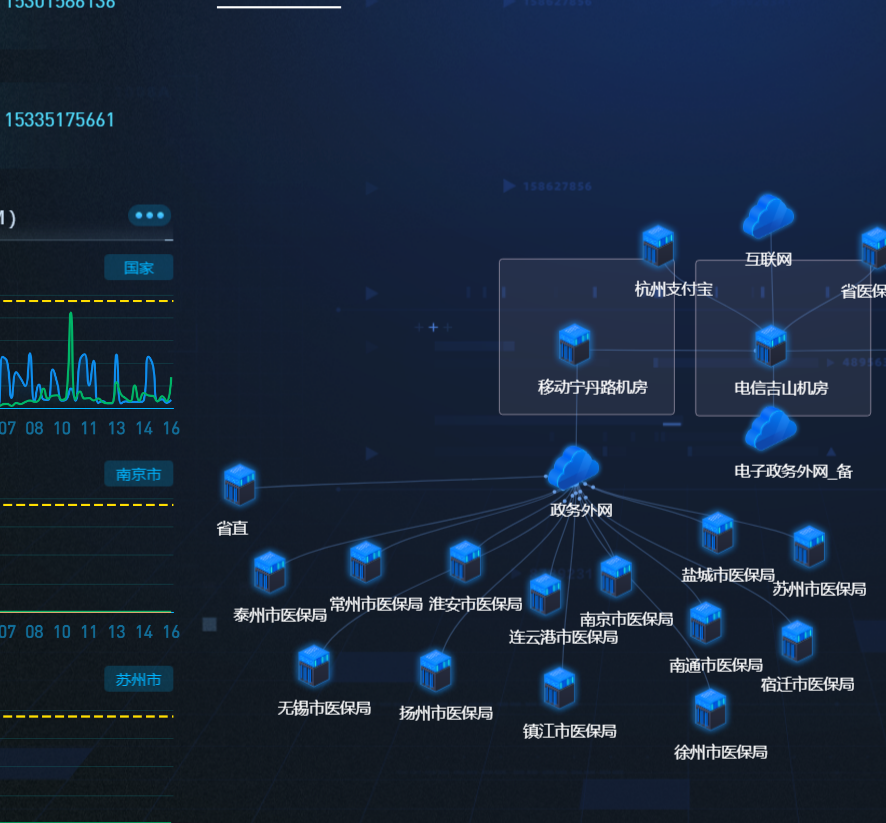 15301586136
15335175661
)
国家
07 08 10 11 13 14 16
南京市
07 08 10 11 13 14 16
苏州市
158627856
互联网
杭州支付宝
省医保
移动宁丹路机房
电信吉山机房
电子政务外网_备
政务外网
省直
盐城市医保局
苏州市医保局
泰州市医保局
常州市医保局
淮安市医保局
连云港市医保局
南京市医保局
南通市医保局
宿迁市医保局
无锡市医保局
扬州市医保局
镇江市医保局
徐州市医保局